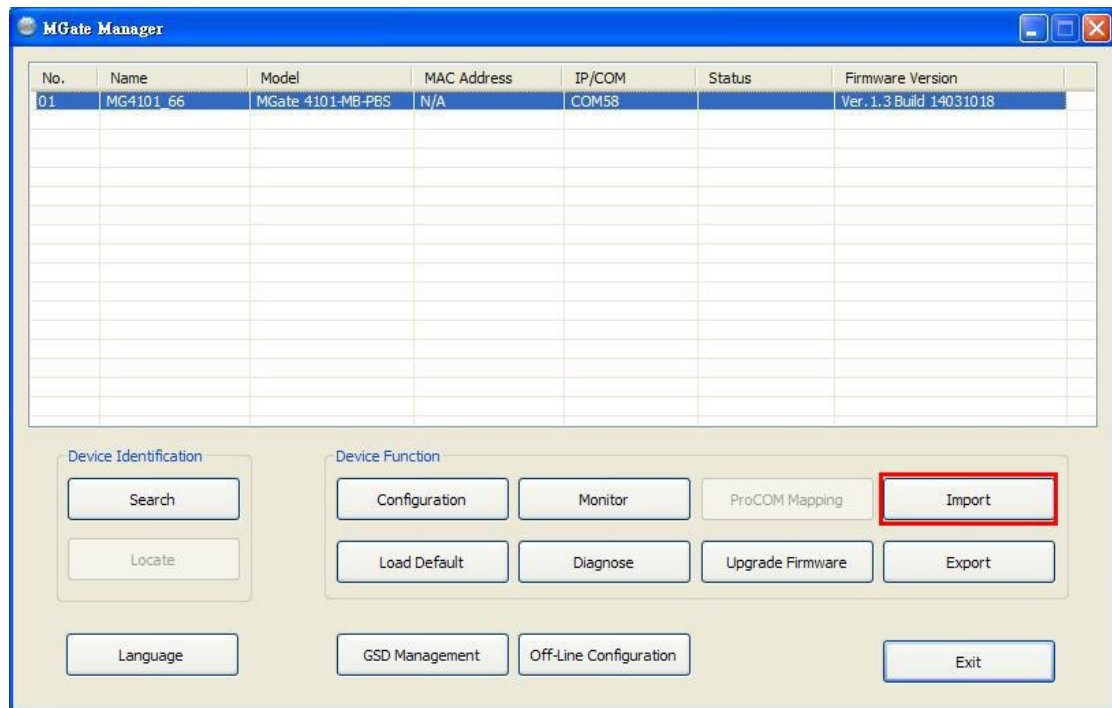 MGate Manager
No. Name Model MAC Address IP/COM Status Firmware Version
01 MG4101_66 MGate 4101-MB-PBS N/A COM58 Ver.1.3 Build 14031018
Device Identification
Search
Locate
Device Function
Configuration Monitor ProCOM Mapping Import
Load Default Diagnose Upgrade Firmware Export
Language GSD Management Off-Line Configuration Exit